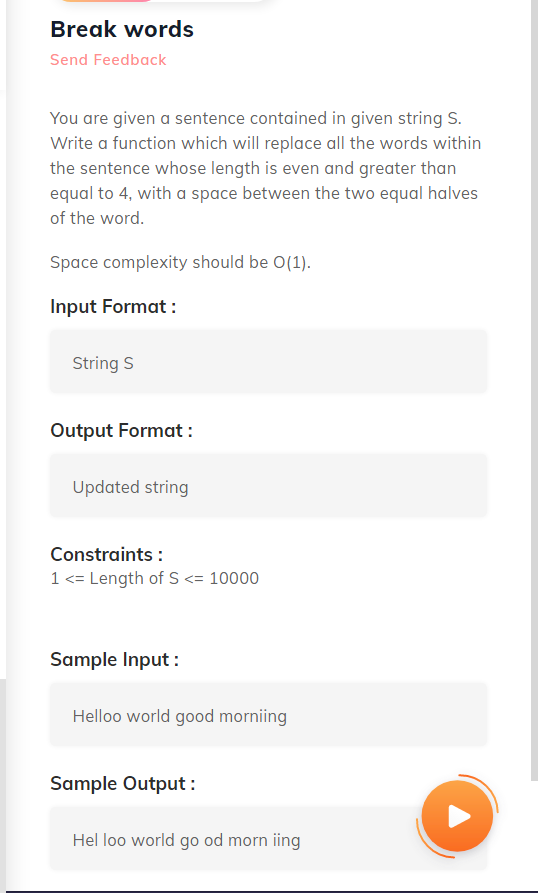 Break words
Send Feedback
You are given a sentence contained in given string S.
Write a function which will replace all the words within
the sentence whose length is even and greater than
equal to 4, with a space between the two equal halves
of the word.
Space complexity should be O(1).
Input Format :
String S
Output Format :
Updated string
Constraints :
1 <= Length of S <= 10000
Sample Input :
Helloo world good morniing
Sample Output :
Hel loo world go od morn iing